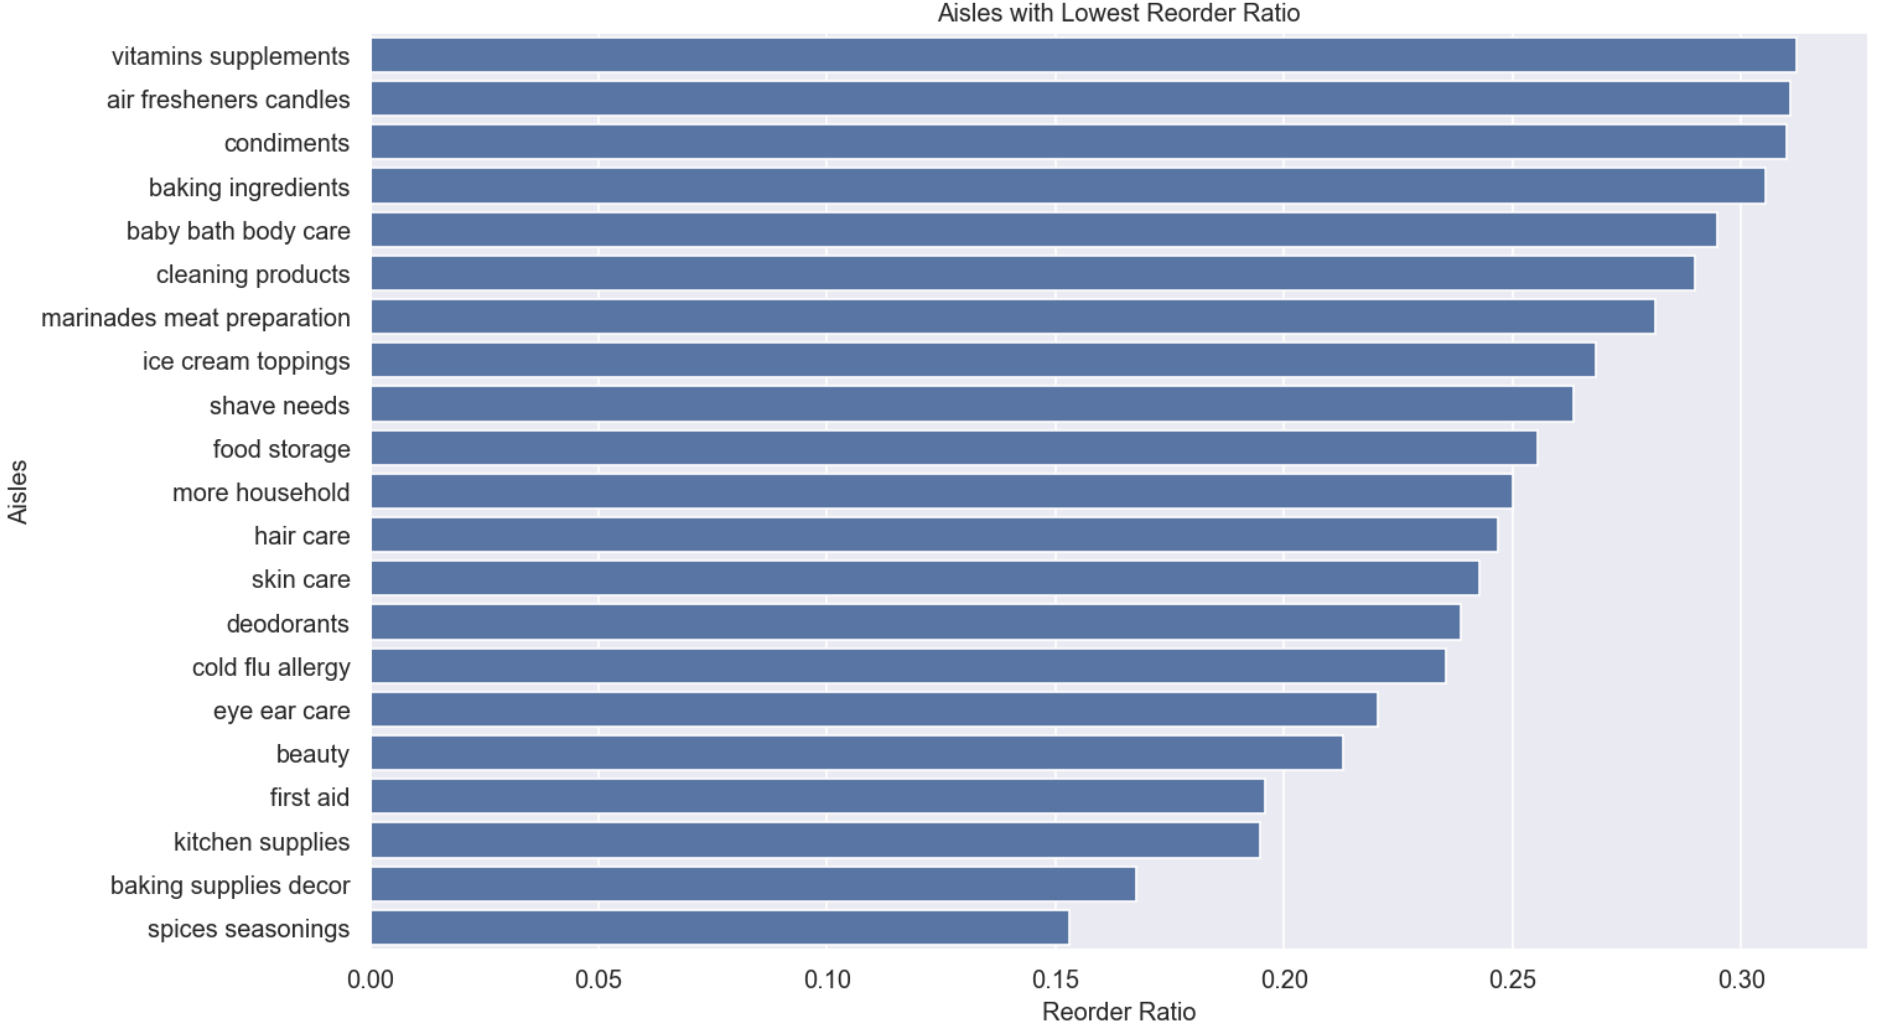 Aisles with Lowest Reorder Ratio
vitamins supplements
air fresheners candles
condiments
baking ingredients
baby bath body care
cleaning products
marinades meat preparation
ice cream toppings
shave needs
food storage
more household
hair care
skin care
deodorants
cold flu allergy
eye ear care
beauty
first aid
kitchen supplies
baking supplies decor
spices seasonings
Aisles
0.00 0.05 0.10 0.15 0.20 0.25 0.30
Reorder Ratio